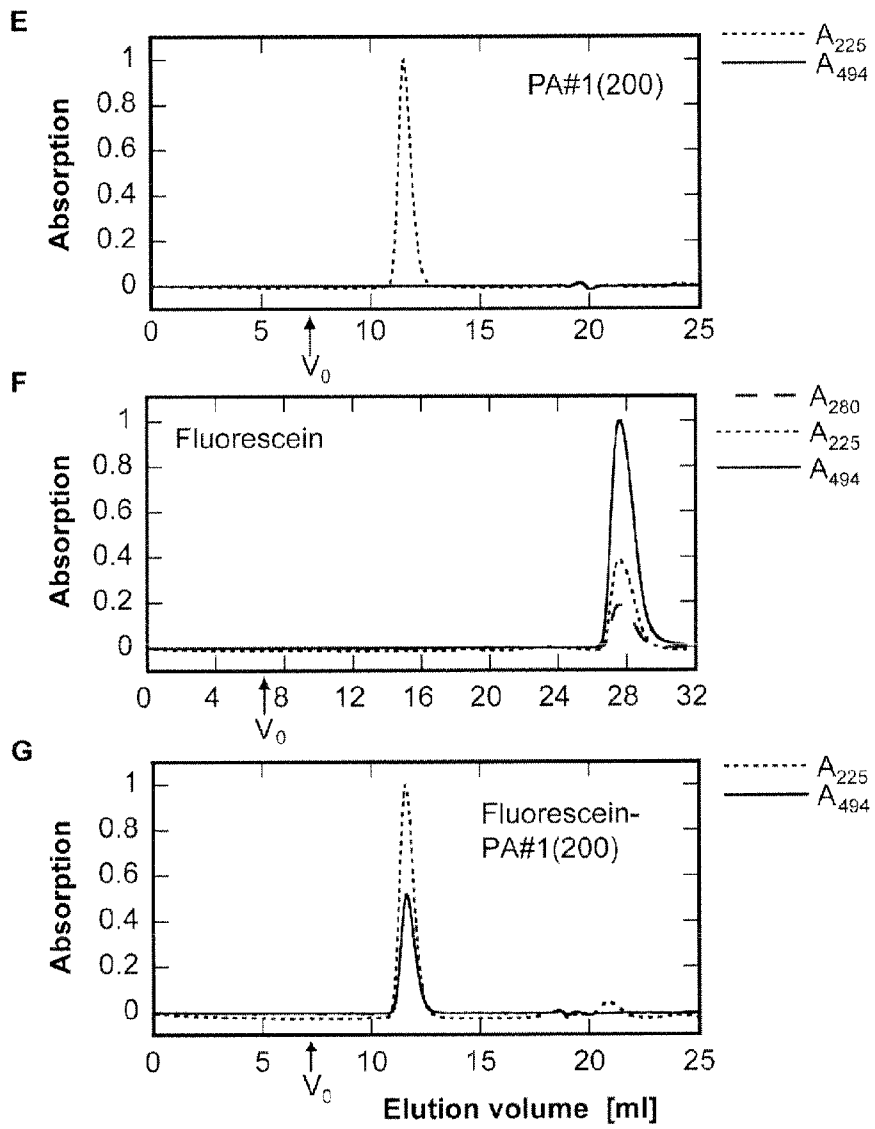 E
A225
A494
PA#1(200)
Absorption
1
0.8
0.6
0.4
0.2
0
0 5 10 15 20 25
V0
F
A280
A225
A494
Fluorescein
Absorption
1
0.8
0.6
0.4
0.2
0
0 4 8 12 16 20 24 28 32
V0
G
A225
A494
Fluorescein-
PA#1(200)
Absorption
1
0.8
0.6
0.4
0.2
0
0 5 10 15 20 25
V0
Elution volume [ml]